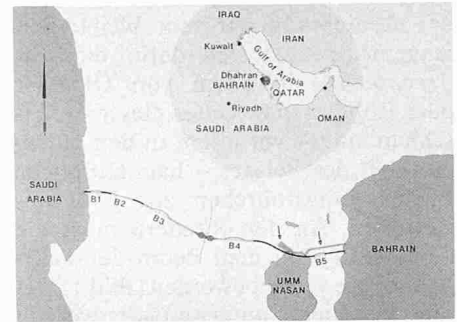 IRAQ
IRAN
Kuwait
Gulf of Arabia
Dhahran
BAHRAIN
QATAR
Riyadh
OMAN
SAUDI ARABIA
SAUDI
ARABIA
B1
B2
B3
B4
B5
BAHRAIN
UMM
NASAN